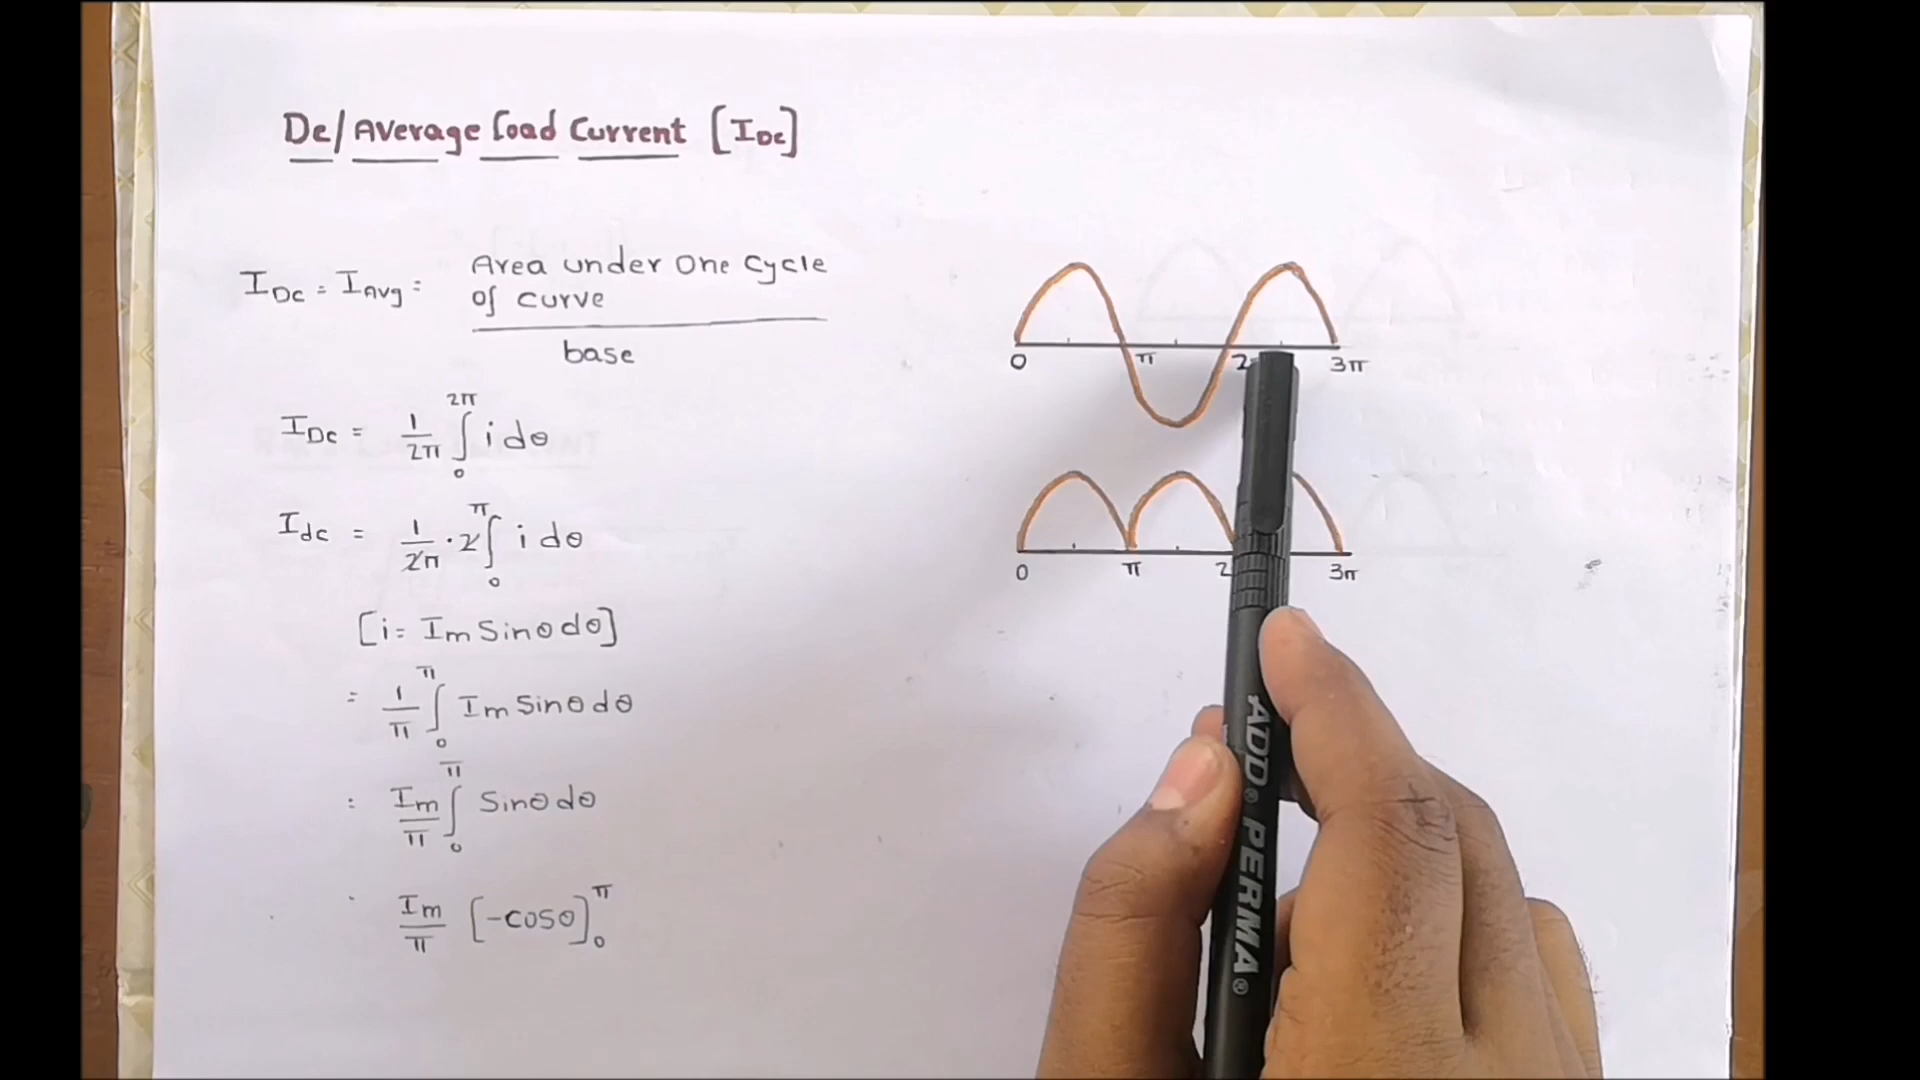 Dc/Average Load Current [IDc]
IDc = IAvg = Area under One Cycle
of curve
base
IDc = 1/2π ∫₀^2π i dθ
Idc = 1/2π · 2 ∫₀^π i dθ
[i = Im Sinθ dθ]
= 1/π ∫₀^π Im Sinθ dθ
: Im/π ∫₀^π Sinθ dθ
Im/π [-cosθ]₀^π
0 π 2 3π
0 π 2 3π
ADD® PERMA®